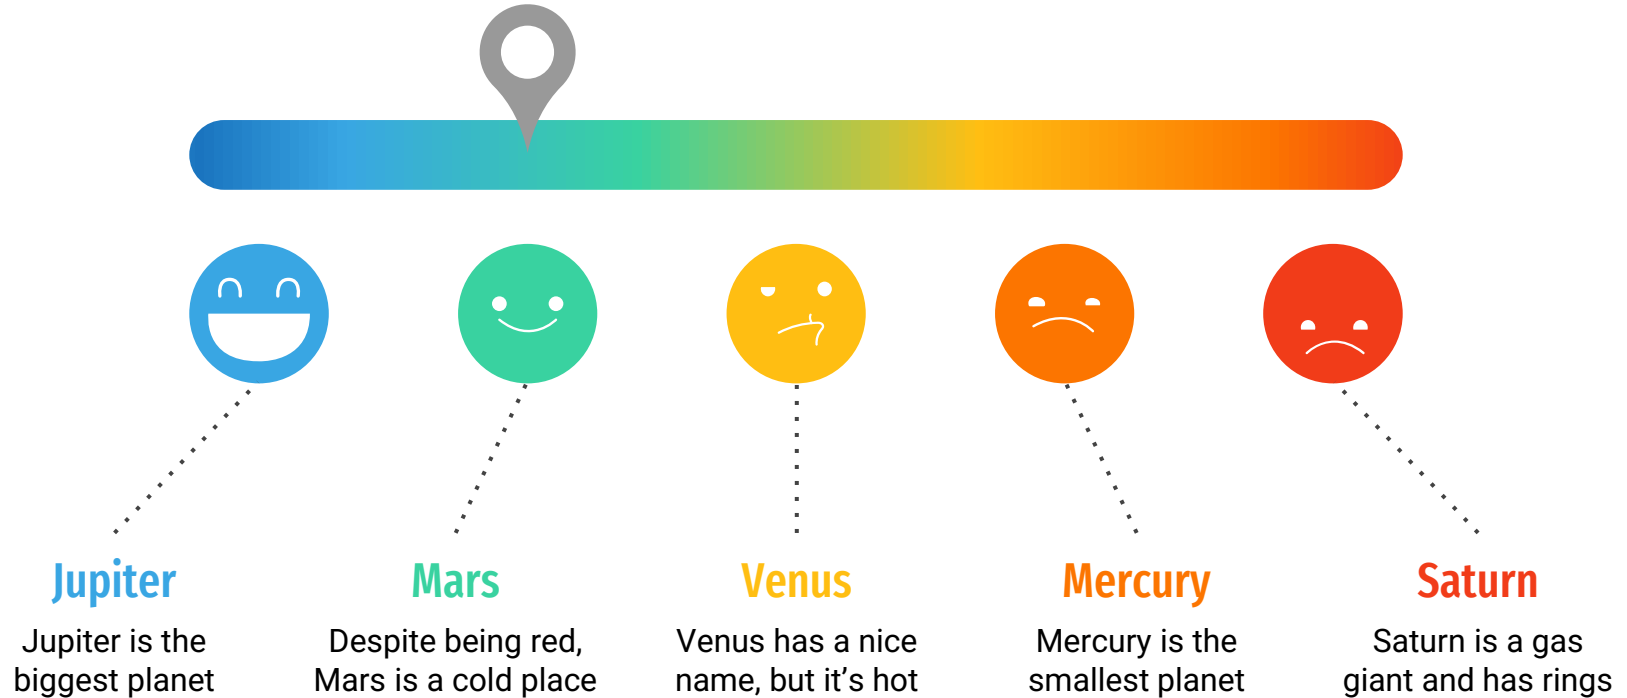 Jupiter
Jupiter is the
biggest planet
Mars
Despite being red,
Mars is a cold place
Venus
Venus has a nice
name, but it’s hot
Mercury
Mercury is the
smallest planet
Saturn
Saturn is a gas
giant and has rings